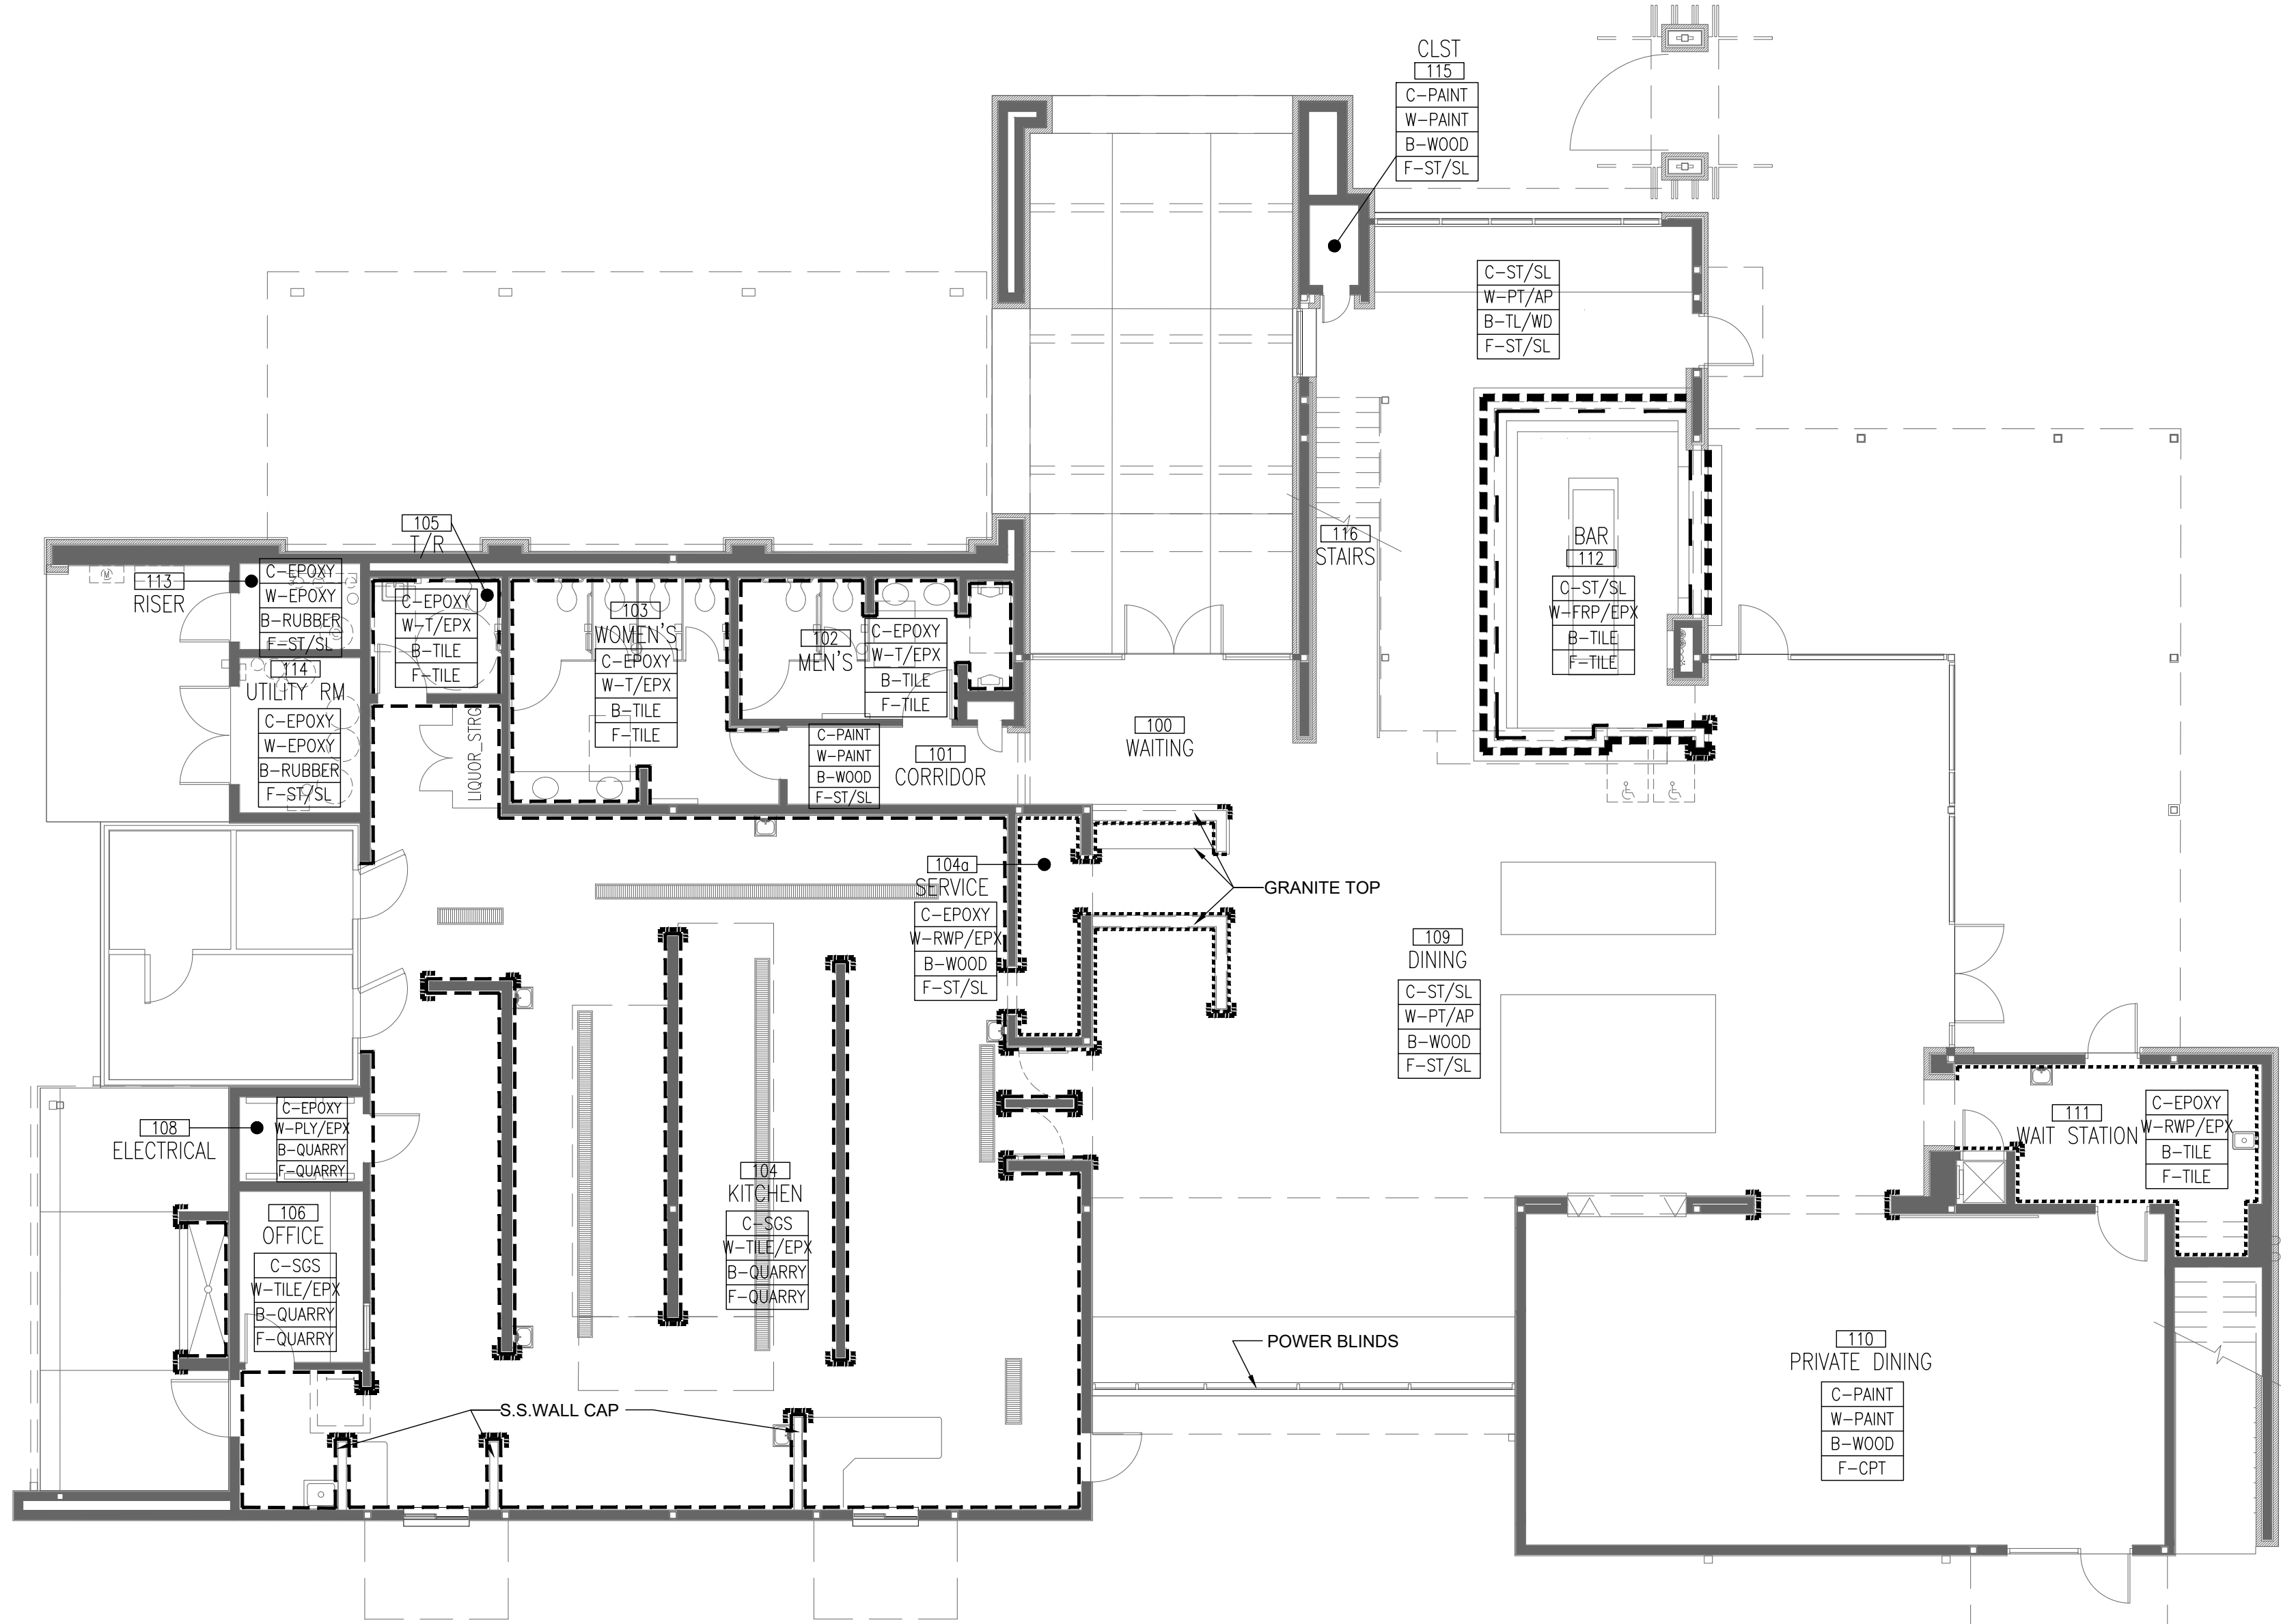 CLST
115
C-PAINT
W-PAINT
B-WOOD
F-ST/SL
C-ST/SL
W-PT/AP
B-TL/WD
F-ST/SL
105
T/R
C-EPOXY
W-T/EPX
B-TILE
F-TILE
113
RISER
C-EPOXY
W-EPOXY
B-RUBBER
F-ST/SL
M
114
UTILITY RM
C-EPOXY
W-EPOXY
B-RUBBER
F-ST/SL
LIQUOR_STRG
103
WOMEN'S
C-EPOXY
W-T/EPX
B-TILE
F-TILE
102
MEN'S
C-EPOXY
W-T/EPX
B-TILE
F-TILE
C-PAINT
W-PAINT
B-WOOD
F-ST/SL
101
CORRIDOR
100
WAITING
116
STAIRS
BAR
112
C-ST/SL
W-FRP/EPX
B-TILE
F-TILE
104a
SERVICE
C-EPOXY
W-RWP/EPX
B-WOOD
F-ST/SL
GRANITE TOP
109
DINING
C-ST/SL
W-PT/AP
B-WOOD
F-ST/SL
108
ELECTRICAL
C-EPOXY
W-PLY/EPX
B-QUARRY
F-QUARRY
106
OFFICE
C-SGS
W-TILE/EPX
B-QUARRY
F-QUARRY
104
KITCHEN
C-SGS
W-TILE/EPX
B-QUARRY
F-QUARRY
111
WAIT STATION
C-EPOXY
W-RWP/EPX
B-TILE
F-TILE
S.S.WALL CAP
POWER BLINDS
110
PRIVATE DINING
C-PAINT
W-PAINT
B-WOOD
F-CPT